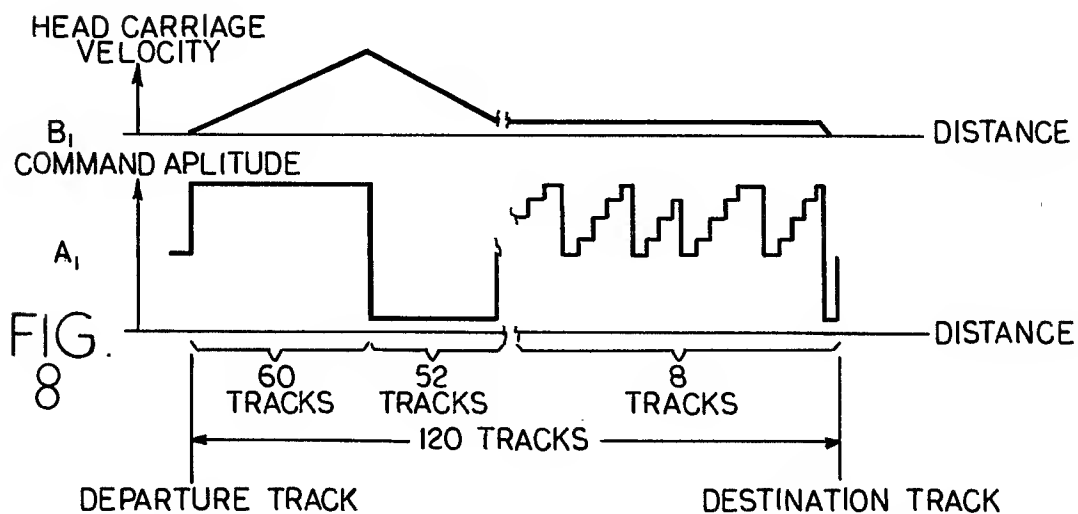 HEAD CARRIAGE
VELOCITY
B₁
DISTANCE
COMMAND APLITUDE
A₁
DISTANCE
FIG.
8
60
TRACKS
52
TRACKS
8
TRACKS
120 TRACKS
DEPARTURE TRACK
DESTINATION TRACK